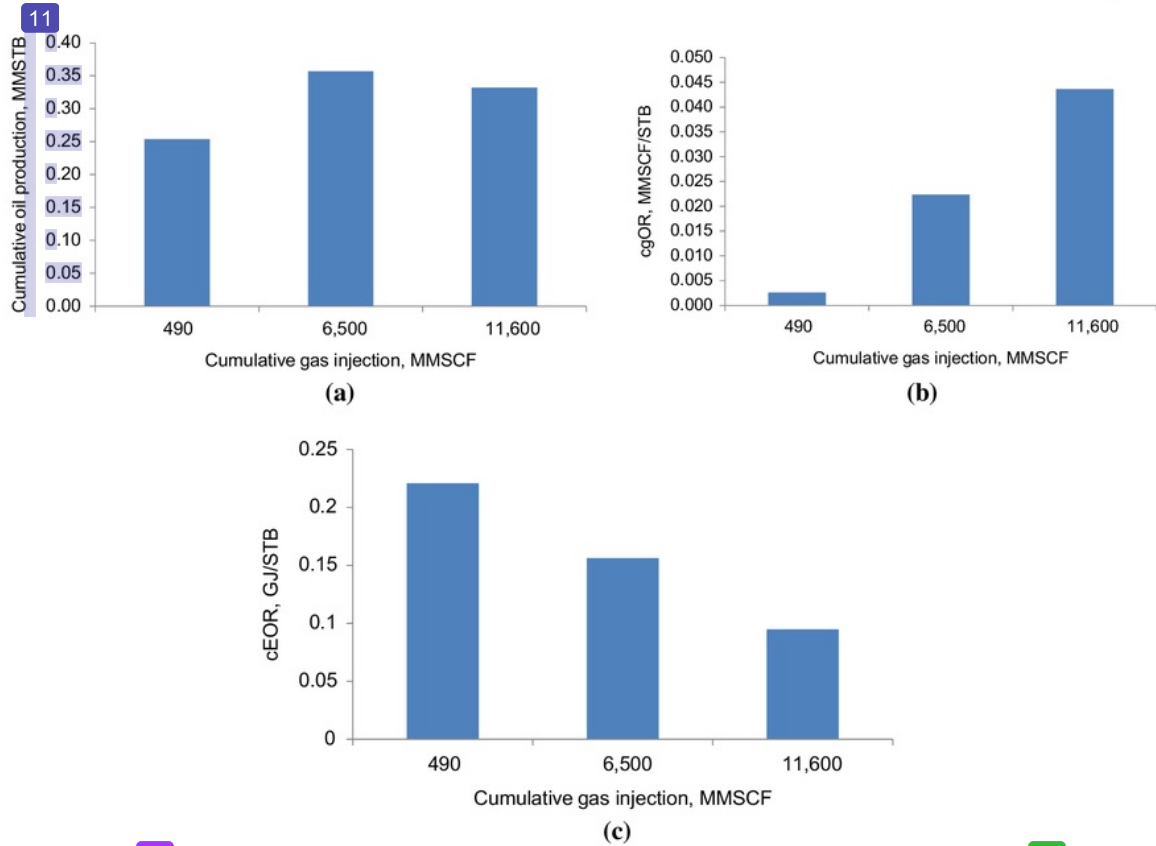 11
Cumulative oil production, MMSTB
0.40
0.35
0.30
0.25
0.20
0.15
0.10
0.05
0.00
490 6,500 11,600
Cumulative gas injection, MMSCF
(a)
cgOR, MMSCF/STB
0.050
0.045
0.040
0.035
0.030
0.025
0.020
0.015
0.010
0.005
0.000
490 6,500 11,600
Cumulative gas injection, MMSCF
(b)
cEOR, GJ/STB
0.25
0.2
0.15
0.1
0.05
0
490 6,500 11,600
Cumulative gas injection, MMSCF
(c)